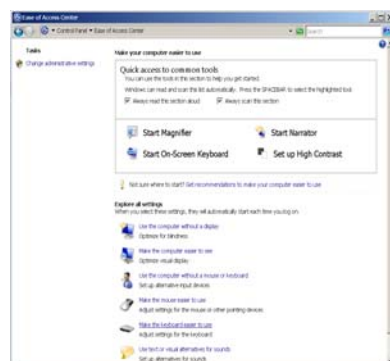 Ease of Access Center
Control Panel • Ease of Access Center
Search
Tasks
Change administrative settings
Make your computer easier to use
Quick access to common tools
You can use the tools in this section to help you get started.
Windows can read and scan this list automatically. Press the SPACEBAR to select the highlighted tool.
Always read this section aloud
Always scan this section
Start Magnifier
Start Narrator
Start On-Screen Keyboard
Set up High Contrast
Not sure where to start? Get recommendations to make your computer easier to use
Explore all settings
When you select these settings, they will automatically start each time you log on.
Use the computer without a display
Optimize for blindness
Make the computer easier to see
Optimize visual display
Use the computer without a mouse or keyboard
Set up alternative input devices
Make the mouse easier to use
Adjust settings for the mouse or other pointing devices
Make the keyboard easier to use
Adjust settings for the keyboard
Use text or visual alternatives for sounds
Set up alternatives for sounds